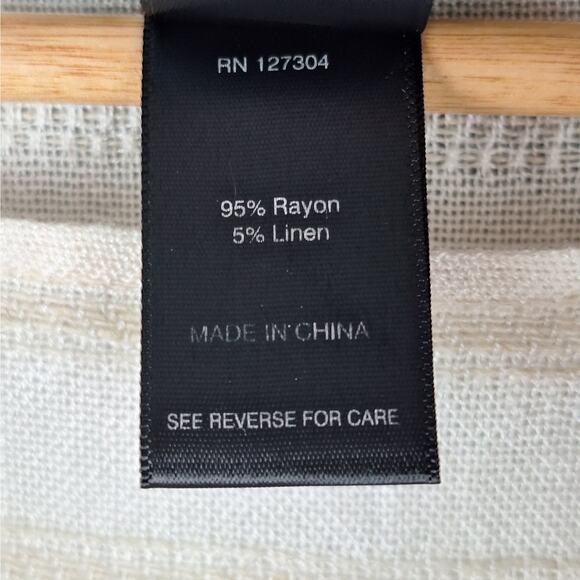 RN 127304
95% Rayon
5% Linen
MADE IN CHINA
SEE REVERSE FOR CARE